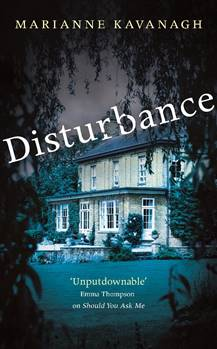 MARIANNE KAVANAGH
Disturbance
‘Unputdownable’
Emma Thompson
on Should You Ask Me